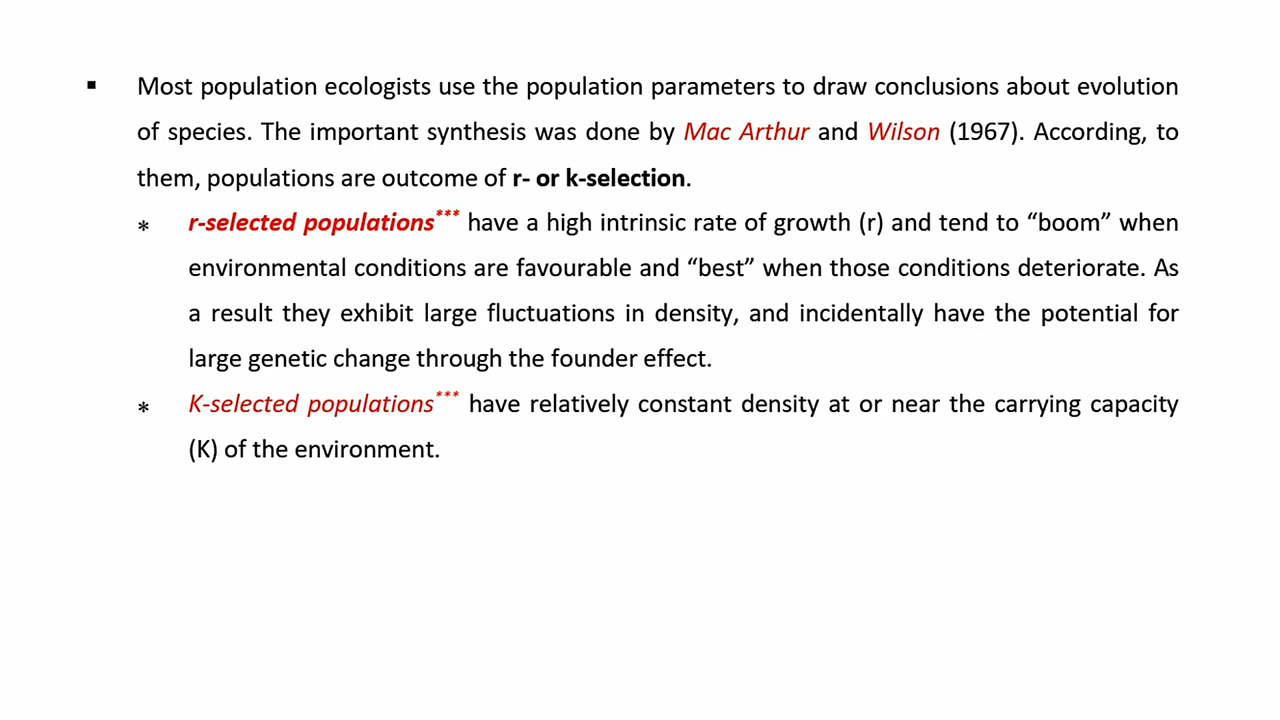 ▪ Most population ecologists use the population parameters to draw conclusions about evolution
of species. The important synthesis was done by Mac Arthur and Wilson (1967). According, to
them, populations are outcome of r- or k-selection.
* r-selected populations*** have a high intrinsic rate of growth (r) and tend to “boom” when
environmental conditions are favourable and “best” when those conditions deteriorate. As
a result they exhibit large fluctuations in density, and incidentally have the potential for
large genetic change through the founder effect.
* K-selected populations*** have relatively constant density at or near the carrying capacity
(K) of the environment.